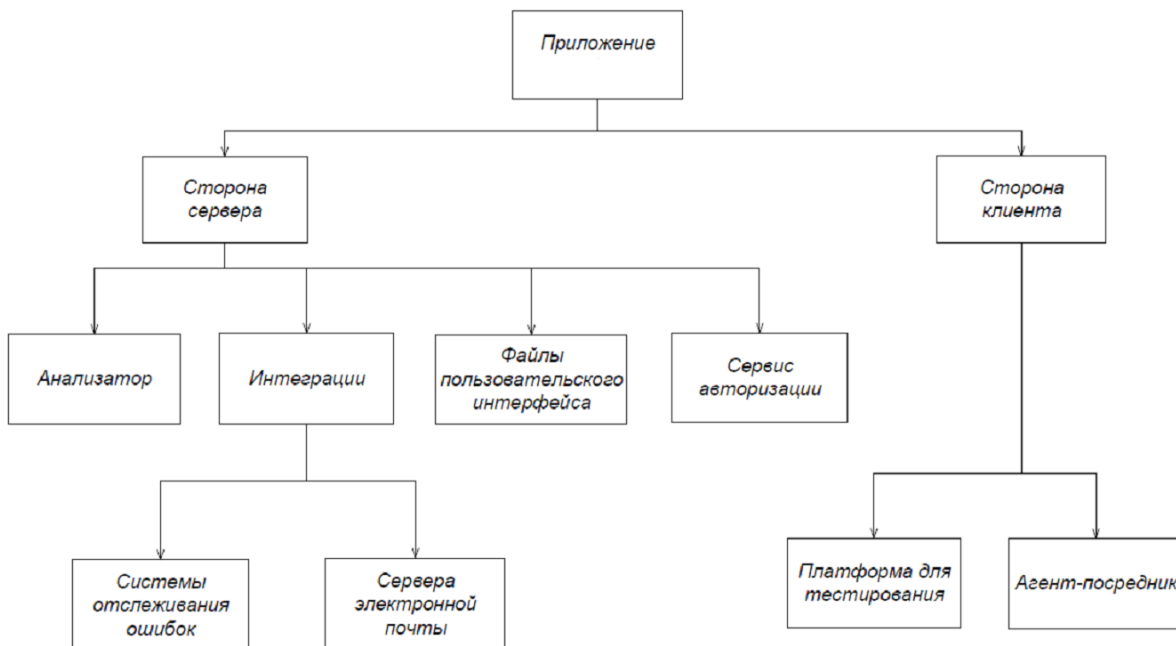 Приложение
Сторона
сервера
Сторона
клиента
Анализатор
Интеграции
Файлы
пользовательского
интерфейса
Сервис
авторизации
Системы
отслеживания
ошибок
Сервера
электронной
почты
Платформа для
тестирования
Агент-посредник